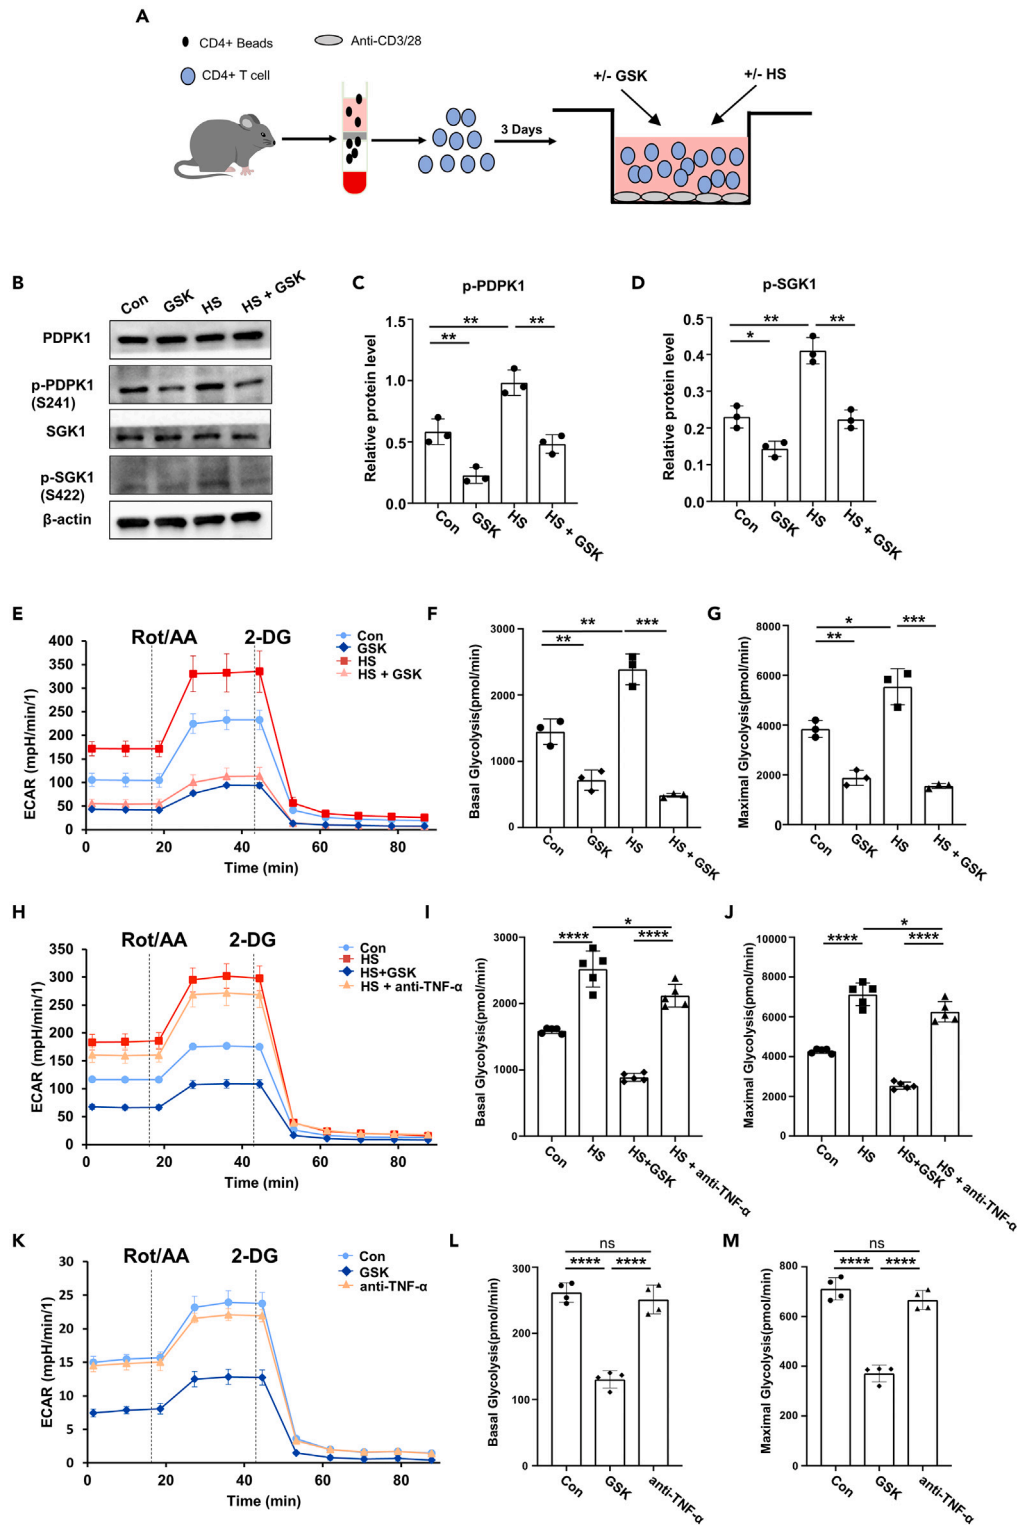 A
CD4+ Beads
Anti-CD3/28
CD4+ T cell
3 Days
+/- GSK
+/- HS
B
Con
GSK
HS
HS + GSK
PDPK1
p-PDPK1
(S241)
SGK1
p-SGK1
(S422)
β-actin
C
p-PDPK1
Relative protein level
1.5
1.0
0.5
0.0
**
**
**
Con
GSK
HS
HS + GSK
D
p-SGK1
Relative protein level
0.5
0.4
0.3
0.2
0.1
0.0
**
**
*
Con
GSK
HS
HS + GSK
E
Rot/AA
2-DG
Con
GSK
HS
HS + GSK
ECAR (mpH/min/1)
400
350
300
250
200
150
100
50
0
0
20
40
60
80
Time (min)
F
Basal Glycolysis(pmol/min)
3000
2000
1000
0
**
***
**
Con
GSK
HS
HS + GSK
G
Maximal Glycolysis(pmol/min)
8000
6000
4000
2000
0
*
***
**
Con
GSK
HS
HS + GSK
H
Rot/AA
2-DG
Con
HS
HS+GSK
HS + anti-TNF-α
ECAR (mpH/min/1)
350
300
250
200
150
100
50
0
0
20
40
60
80
Time (min)
I
Basal Glycolysis(pmol/min)
3000
2000
1000
0
*
****
****
Con
HS
HS+GSK
HS + anti-TNF-α
J
Maximal Glycolysis(pmol/min)
10000
8000
6000
4000
2000
0
*
****
****
Con
HS
HS+GSK
HS + anti-TNF-α
K
Rot/AA
2-DG
Con
GSK
anti-TNF-α
ECAR (mpH/min/1)
30
25
20
15
10
5
0
0
20
40
60
80
Time (min)
L
Basal Glycolysis(pmol/min)
300
200
100
0
ns
****
****
Con
GSK
anti-TNF-α
M
Maximal Glycolysis(pmol/min)
800
600
400
200
0
ns
****
****
Con
GSK
anti-TNF-α